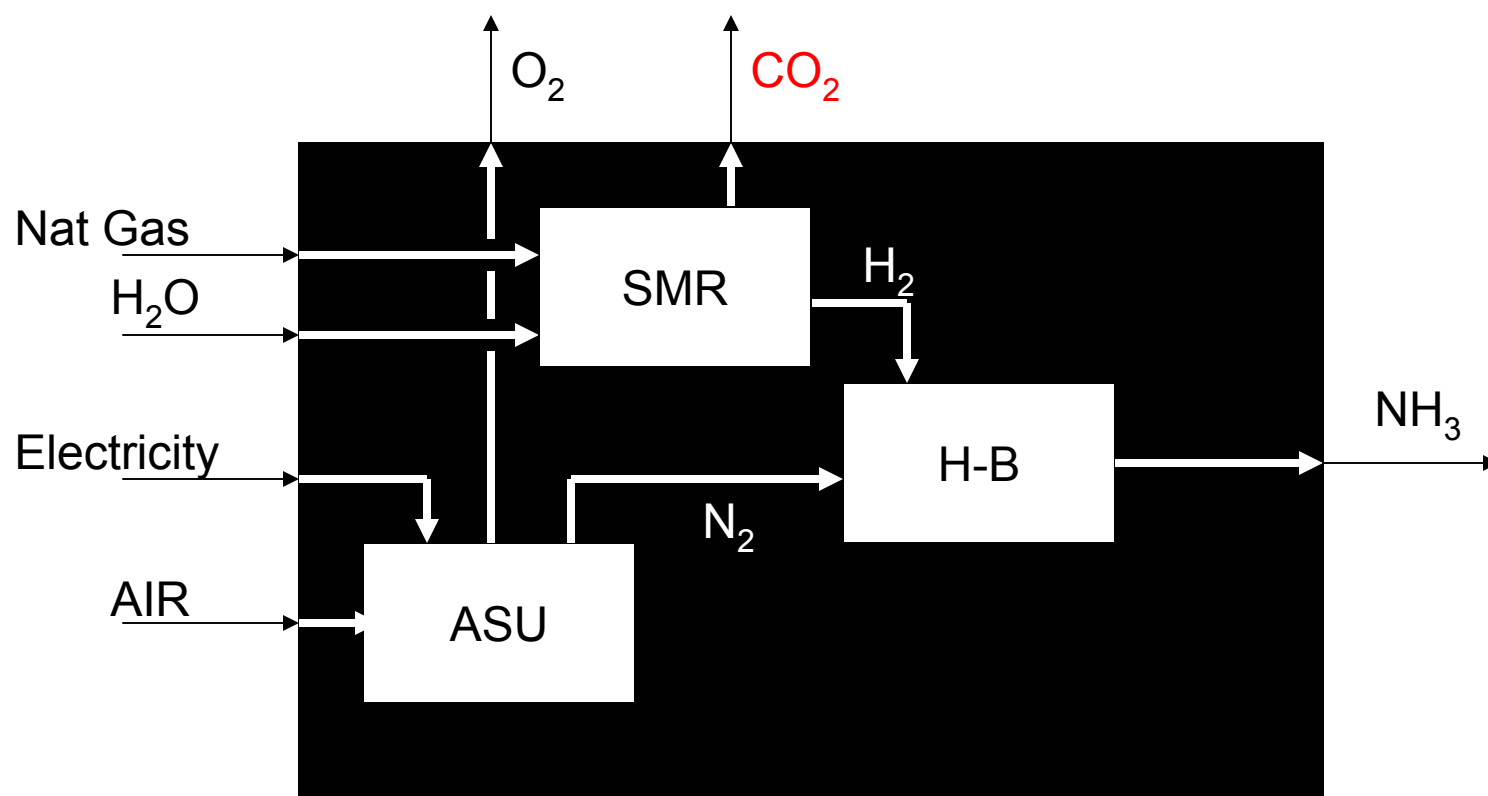 O₂
CO₂
Nat Gas
H₂O
SMR
H₂
NH₃
Electricity
H-B
N₂
AIR
ASU